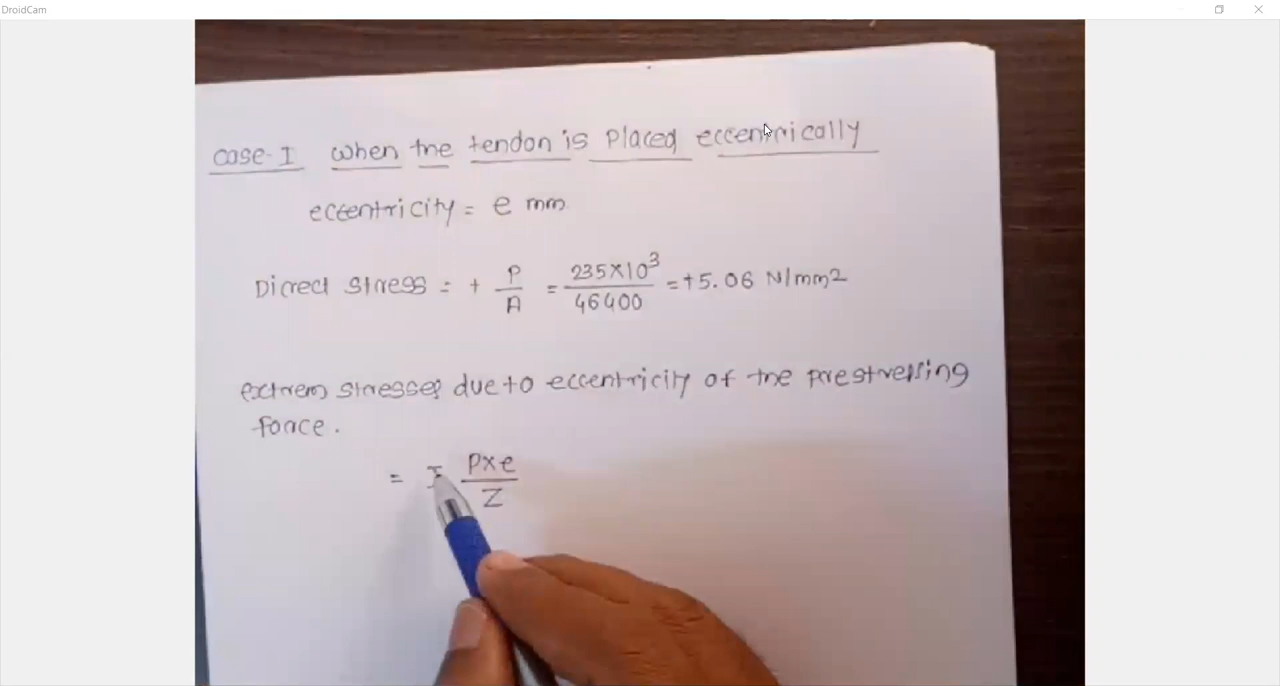 DroidCam
Case-I when the tendon is placed eccentrically
eccentricity = e mm
Direct stress = + P/A = 235×10³/46400 = +5.06 N/mm2
extrem stresses due to eccentricity of the prestressing
force.
= ∓ P×e/Z